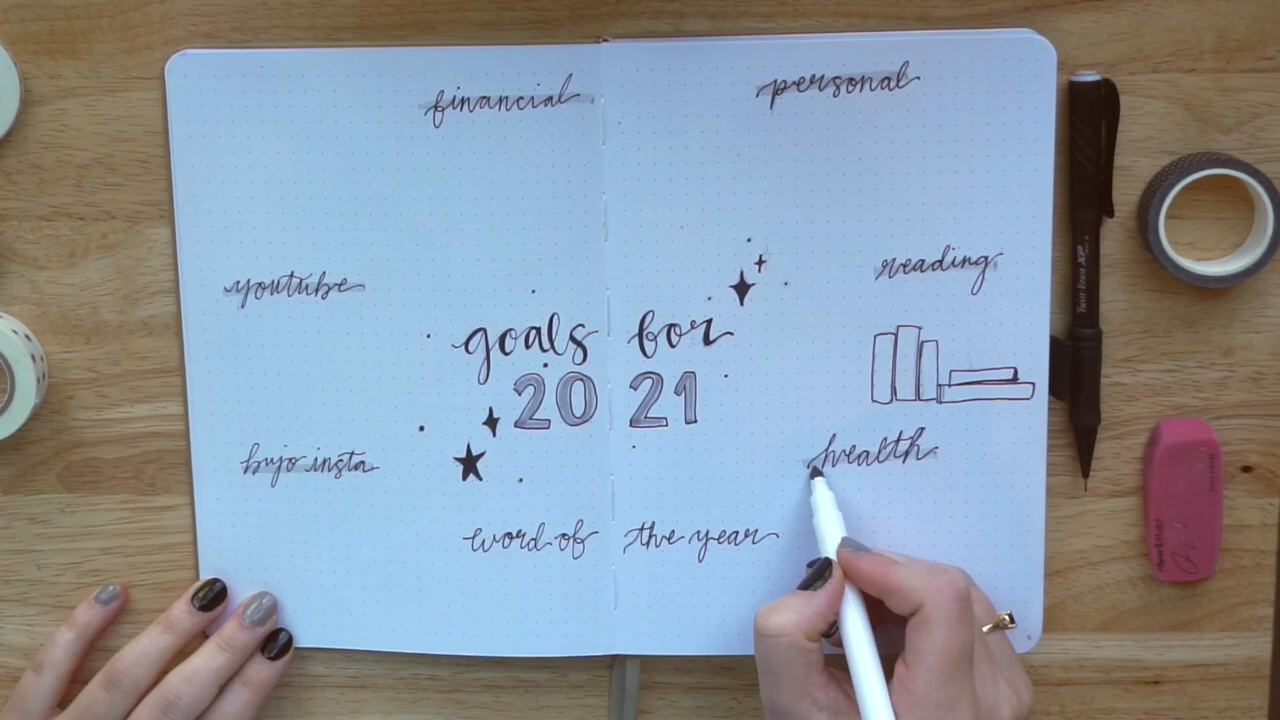 financial
personal
youtube
reading
goals for
2021
bujo insta
health
word of the year